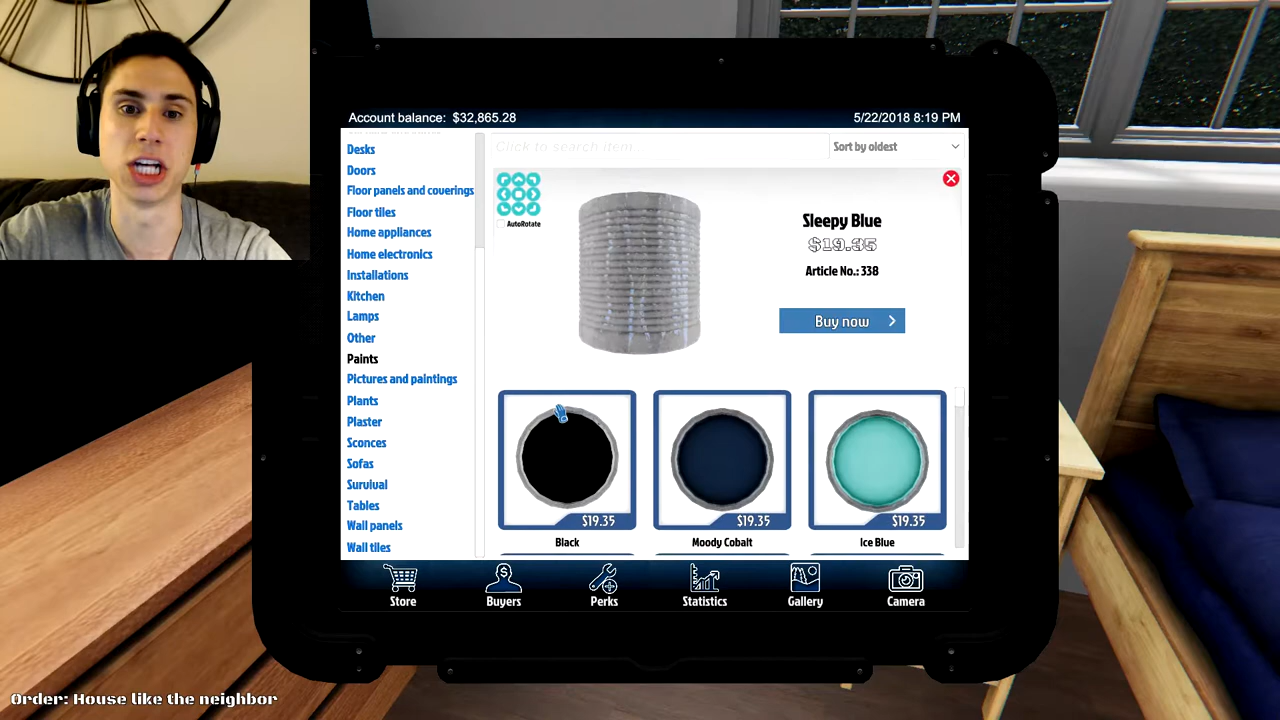 Account balance: $32,865.28
5/22/2018 8:19 PM
Desks
Doors
Floor panels and coverings
Floor tiles
Home appliances
Home electronics
Installations
Kitchen
Lamps
Other
Paints
Pictures and paintings
Plants
Plaster
Sconces
Sofas
Survival
Tables
Wall panels
Wall tiles
Click to search item...
Sort by oldest
AutoRotate
Sleepy Blue
$19.35
Article No.: 338
Buy now
$19.35
$19.35
$19.35
Black
Moody Cobalt
Ice Blue
Store
Buyers
Perks
Statistics
Gallery
Camera
Order: House like the neighbor